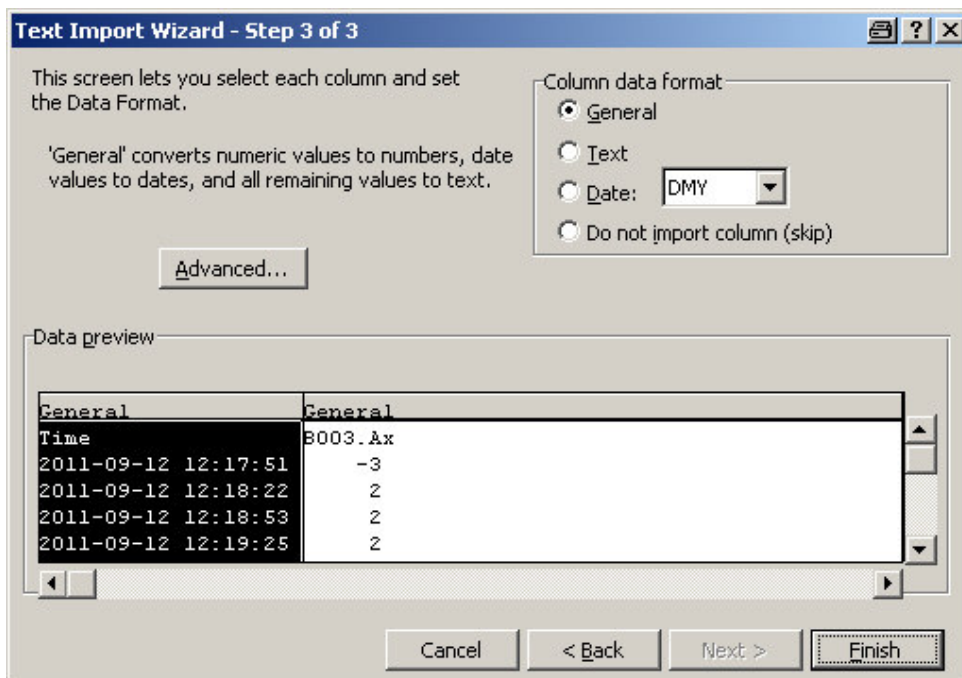 Text Import Wizard - Step 3 of 3
This screen lets you select each column and set
the Data Format.
'General' converts numeric values to numbers, date
values to dates, and all remaining values to text.
Advanced...
Column data format
General
Text
Date: DMY
Do not import column (skip)
Data preview
General General
Time B003.Ax
2011-09-12 12:17:51 -3
2011-09-12 12:18:22 2
2011-09-12 12:18:53 2
2011-09-12 12:19:25 2
Cancel < Back Next > Finish